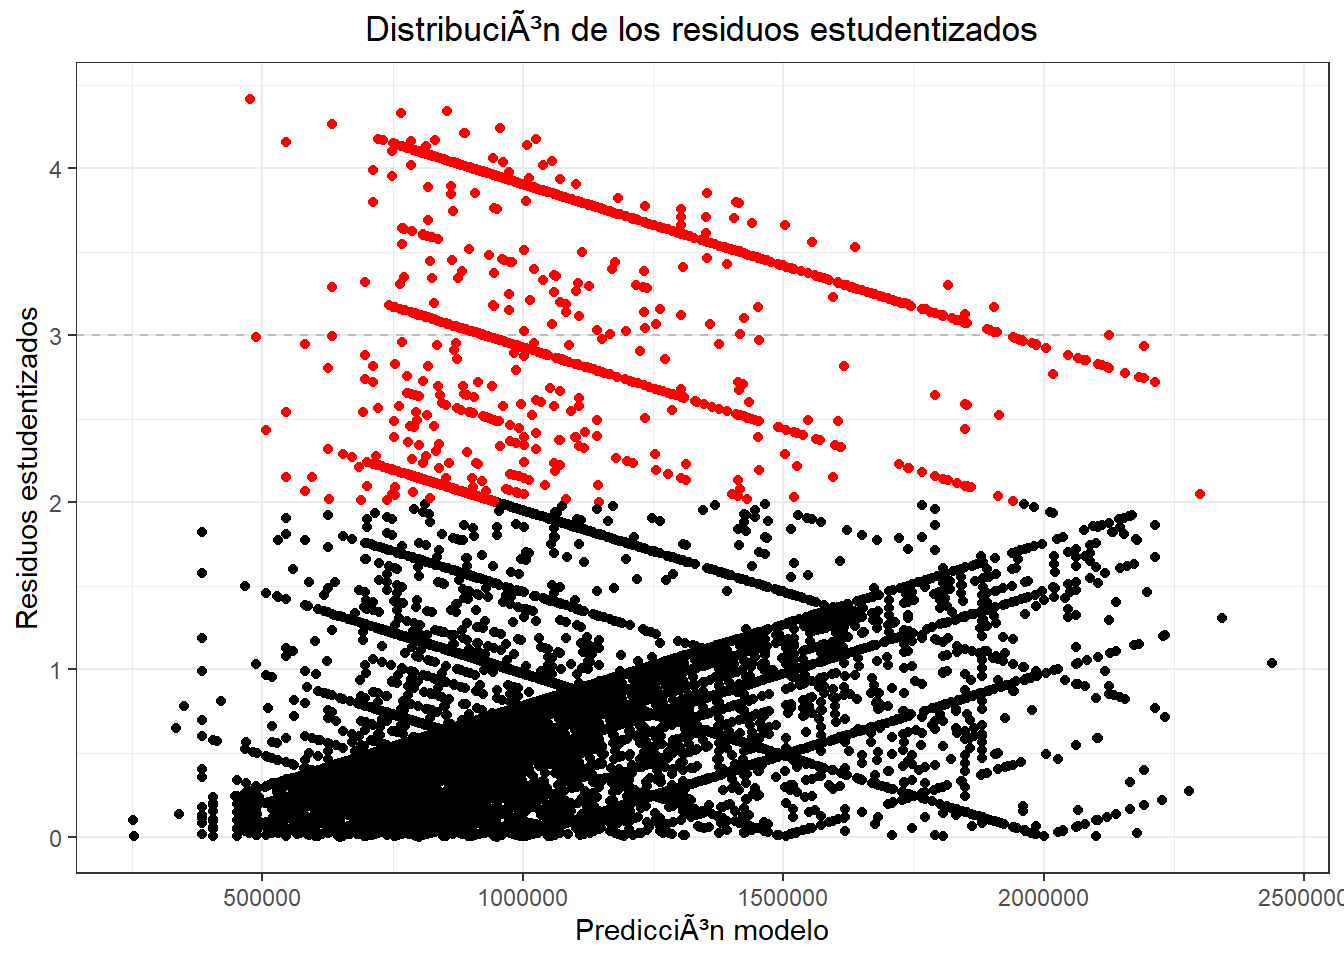 DistribuciÃ³n de los residuos estudentizados
Residuos estudentizados
4
3
2
1
0
500000 1000000 1500000 2000000 2500000
PredicciÃ³n modelo